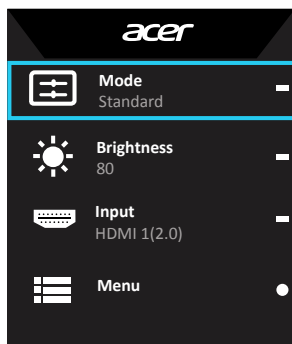 acer
Mode
Standard
Brightness
80
Input
HDMI 1(2.0)
Menu